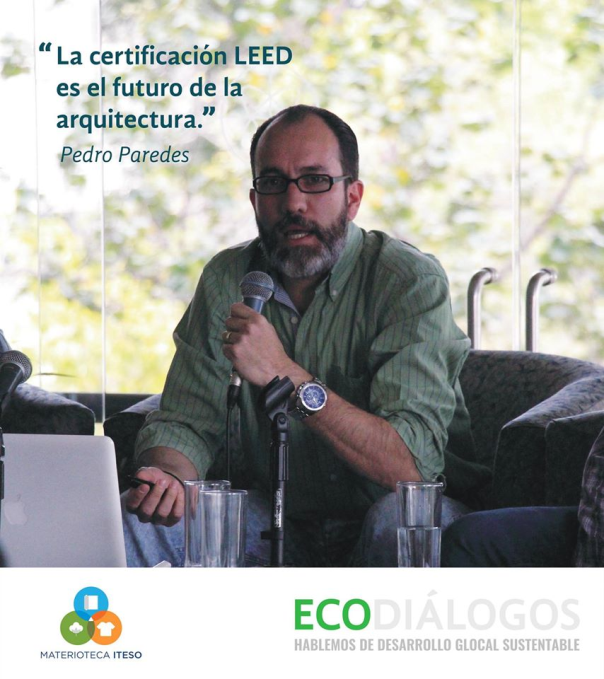 “La certificación LEED
es el futuro de la
arquitectura.”
Pedro Paredes
MATERIOTECA ITESO
ECODIÁLOGOS
HABLEMOS DE DESARROLLO GLOCAL SUSTENTABLE